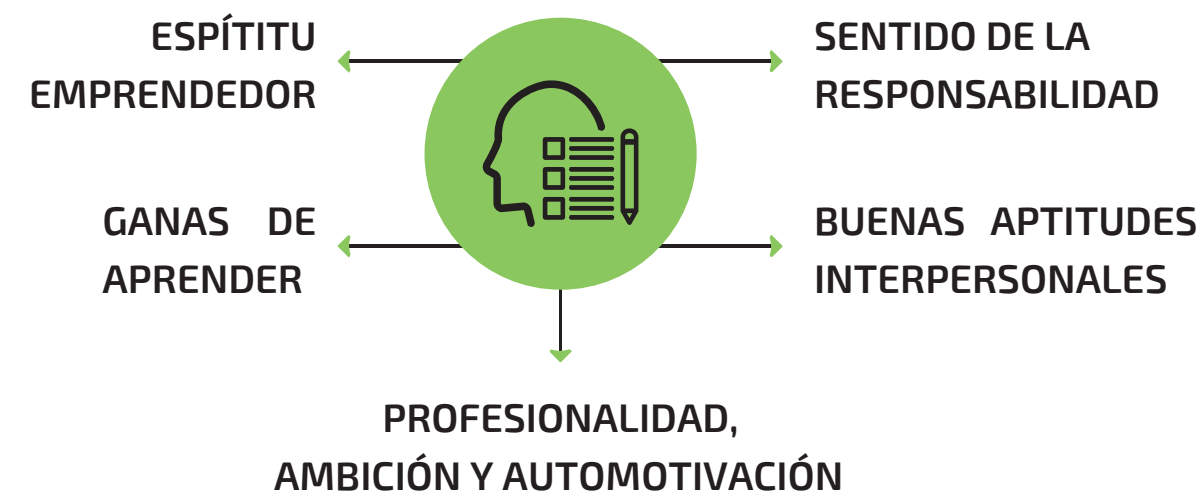 ESPÍTITU
EMPRENDEDOR
SENTIDO DE LA
RESPONSABILIDAD
GANAS DE
APRENDER
BUENAS APTITUDES
INTERPERSONALES
PROFESIONALIDAD,
AMBICIÓN Y AUTOMOTIVACIÓN